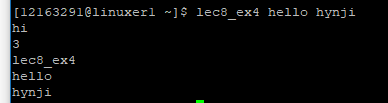 [12163291@linuxer1 ~]$ lec8_ex4 hello hynji
hi
3
lec8_ex4
hello
hynji